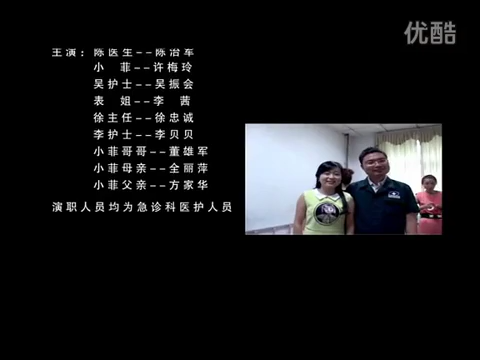 优酷
主演：陈医生--陈治军
小　菲--许梅玲
吴护士--吴振会
表　姐--李　茜
徐主任--徐忠诚
李护士--李贝贝
小菲哥哥--董雄军
小菲母亲--全丽萍
小菲父亲--方家华
演职人员均为急诊科医护人员